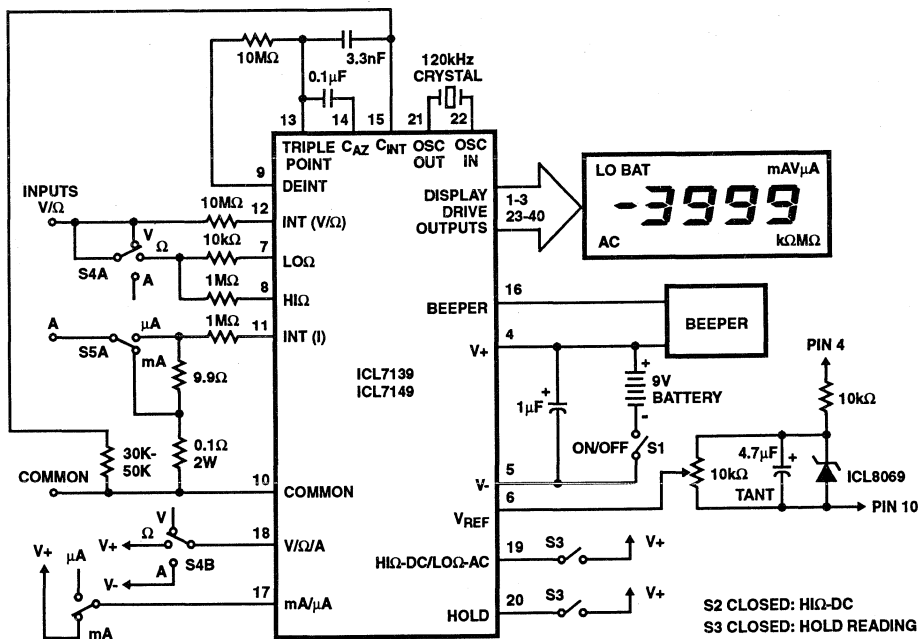 10MΩ
3.3nF
0.1μF
120kHz
CRYSTAL
13
14
15
21
22
TRIPLE
POINT
CAZ
CINT
OSC
OUT
OSC
IN
9
DEINT
DISPLAY
DRIVE
OUTPUTS
1-3
23-40
LO BAT
mAVμA
-3999
AC
kΩMΩ
INPUTS
V/Ω
10MΩ
12
INT (V/Ω)
V
Ω
10kΩ
7
LOΩ
S4A
A
1MΩ
8
HIΩ
1MΩ
11
INT (I)
A
μA
S5A
mA
9.9Ω
ICL7139
ICL7149
16
BEEPER
BEEPER
4
V+
+
1μF
+
9V
BATTERY
-
ON/OFF
S1
PIN 4
10kΩ
30K-
50K
0.1Ω
2W
COMMON
10
COMMON
5
V-
6
VREF
10kΩ
4.7μF
+
TANT
ICL8069
PIN 10
V
Ω
V+
18
V/Ω/A
A
V-
S4B
V+
μA
mA
17
mA/μA
19
HIΩ-DC/LOΩ-AC
S3
V+
20
HOLD
S3
V+
S2 CLOSED: HIΩ-DC
S3 CLOSED: HOLD READING